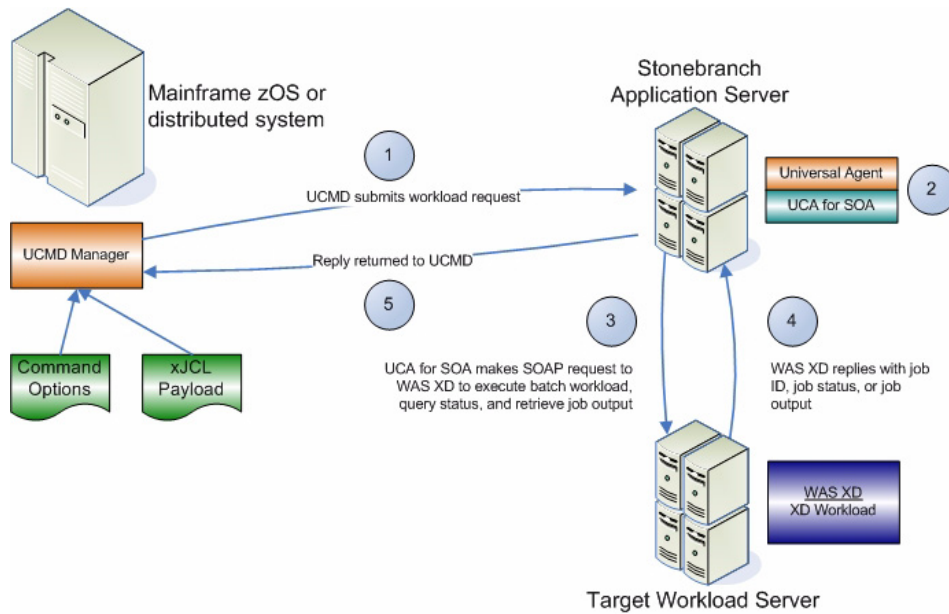 Mainframe zOS or
distributed system
Stonebranch
Application Server
1
UCMD submits workload request
Universal Agent
UCA for SOA
2
UCMD Manager
Reply returned to UCMD
5
3
4
Command
Options
xJCL
Payload
UCA for SOA makes SOAP request to
WAS XD to execute batch workload,
query status, and retrieve job output
WAS XD replies with job
ID, job status, or job
output
WAS XD
XD Workload
Target Workload Server